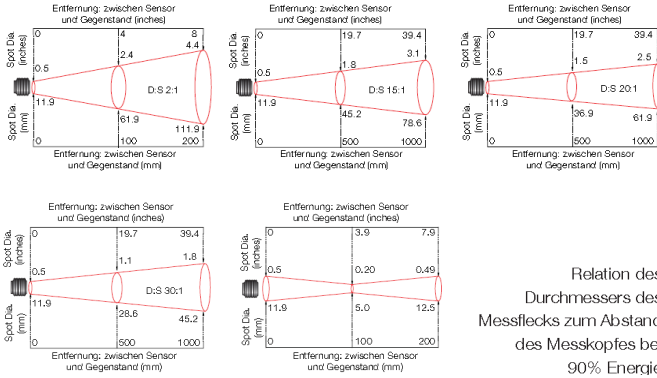 Entfernung: zwischen Sensor
und Gegenstand (inches)
Spot Dia.
(inches)
0 4 8
4.4
2.4
0.5
D:S 2:1
11.9
61.9
111.9
Spot Dia.
(mm)
0 100 200
Entfernung: zwischen Sensor
und Gegenstand (mm)
Entfernung: zwischen Sensor
und Gegenstand (inches)
Spot Dia.
(inches)
0 19.7 39.4
3.1
1.8
0.5
D:S 15:1
11.9
45.2
78.6
Spot Dia.
(mm)
0 500 1000
Entfernung: zwischen Sensor
und Gegenstand (mm)
Entfernung: zwischen Sensor
und Gegenstand (inches)
Spot Dia.
(inches)
0 19.7 39.4
2.5
1.5
0.5
D:S 20:1
11.9
36.9
61.9
Spot Dia.
(mm)
0 500 1000
Entfernung: zwischen Sensor
und Gegenstand (mm)
Entfernung: zwischen Sensor
und Gegenstand (inches)
Spot Dia.
(inches)
0 19.7 39.4
1.8
1.1
0.5
D:S 30:1
11.9
28.6
45.2
Spot Dia.
(mm)
0 500 1000
Entfernung: zwischen Sensor
und Gegenstand (mm)
Entfernung: zwischen Sensor
und Gegenstand (inches)
Spot Dia.
(inches)
0 3.9 7.9
0.5 0.20 0.49
11.9 5.0 12.5
Spot Dia.
(mm)
0 100 200
Entfernung: zwischen Sensor
und Gegenstand (mm)
Relation des
Durchmessers des
Messflecks zum Abstand
des Messkopfes be
90% Energie